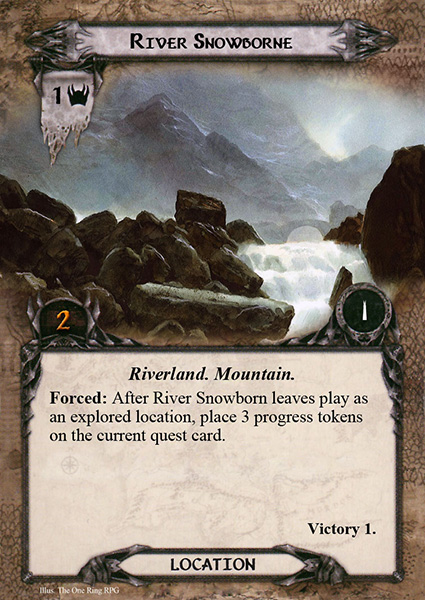 River Snowborne
1
2
1
Riverland. Mountain.
Forced: After River Snowborn leaves play as
an explored location, place 3 progress tokens
on the current quest card.
Victory 1.
LOCATION
Illus. The One Ring RPG